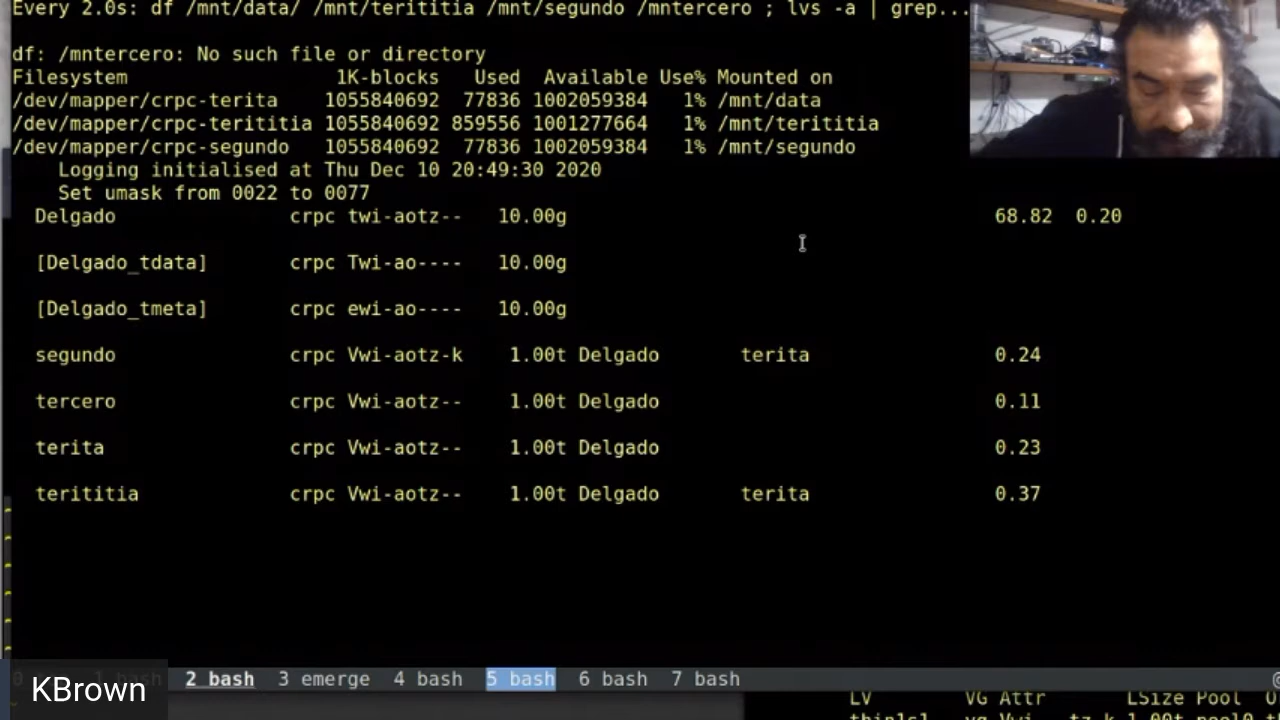 Every 2.0s: df /mnt/data/ /mnt/terititia /mnt/segundo /mntercero ; lvs -a | grep...
df: /mntercero: No such file or directory
Filesystem 1K-blocks Used Available Use% Mounted on
/dev/mapper/crpc-terita 1055840692 77836 1002059384 1% /mnt/data
/dev/mapper/crpc-terititia 1055840692 859556 1001277664 1% /mnt/terititia
/dev/mapper/crpc-segundo 1055840692 77836 1002059384 1% /mnt/segundo
Logging initialised at Thu Dec 10 20:49:30 2020
Set umask from 0022 to 0077
Delgado crpc twi-aotz-- 10.00g 68.82 0.20
[Delgado_tdata] crpc Twi-ao---- 10.00g
[Delgado_tmeta] crpc ewi-ao---- 10.00g
segundo crpc Vwi-aotz-k 1.00t Delgado terita 0.24
tercero crpc Vwi-aotz-- 1.00t Delgado 0.11
terita crpc Vwi-aotz-- 1.00t Delgado 0.23
terititia crpc Vwi-aotz-- 1.00t Delgado terita 0.37
bash 2 bash 3 emerge 4 bash 5 bash 6 bash 7 bash
KBrown
LV VG Attr LSize Pool